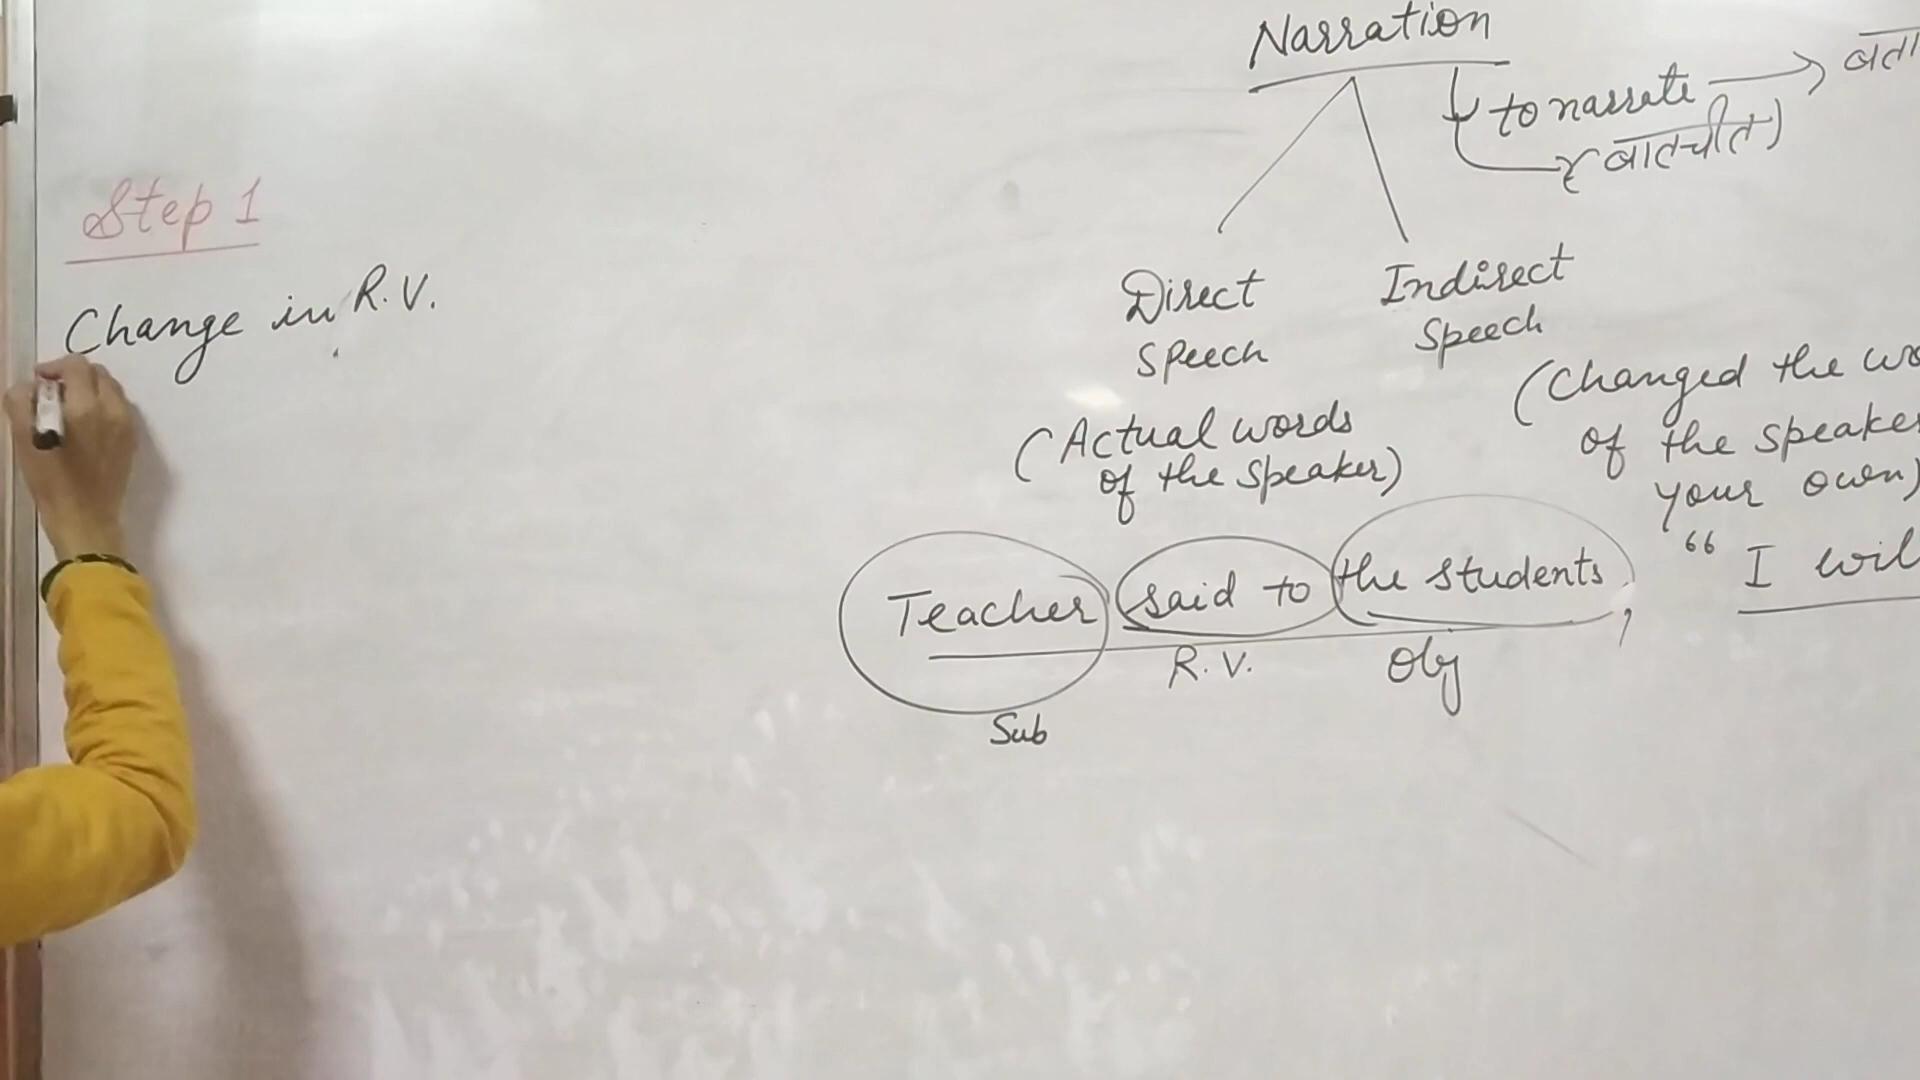 Narration
to narrate →
(बातचीत)
Step 1
Change in R.V.
Direct Speech
Indirect Speech
(Actual words
of the speaker)
(Changed the
of the speaker
your own)
Teacher said to the students, " I
Sub R.V. Obj